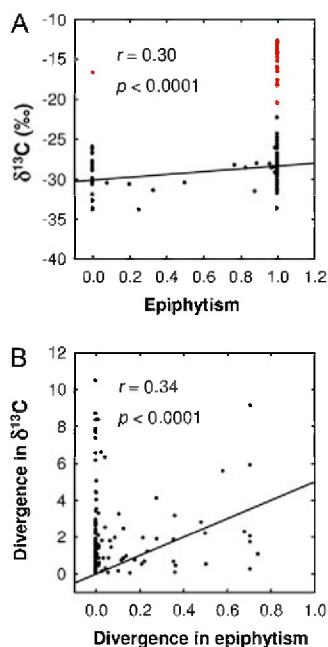 A
-10
r = 0.30
-15
p < 0.0001
-20
δ¹³C (‰)
-25
-30
-35
-40
0.0 0.2 0.4 0.6 0.8 1.0 1.2
Epiphytism
B
12
r = 0.34
10
p < 0.0001
8
Divergence in δ¹³C
6
4
2
0
0.0 0.2 0.4 0.6 0.8 1.0
Divergence in epiphytism